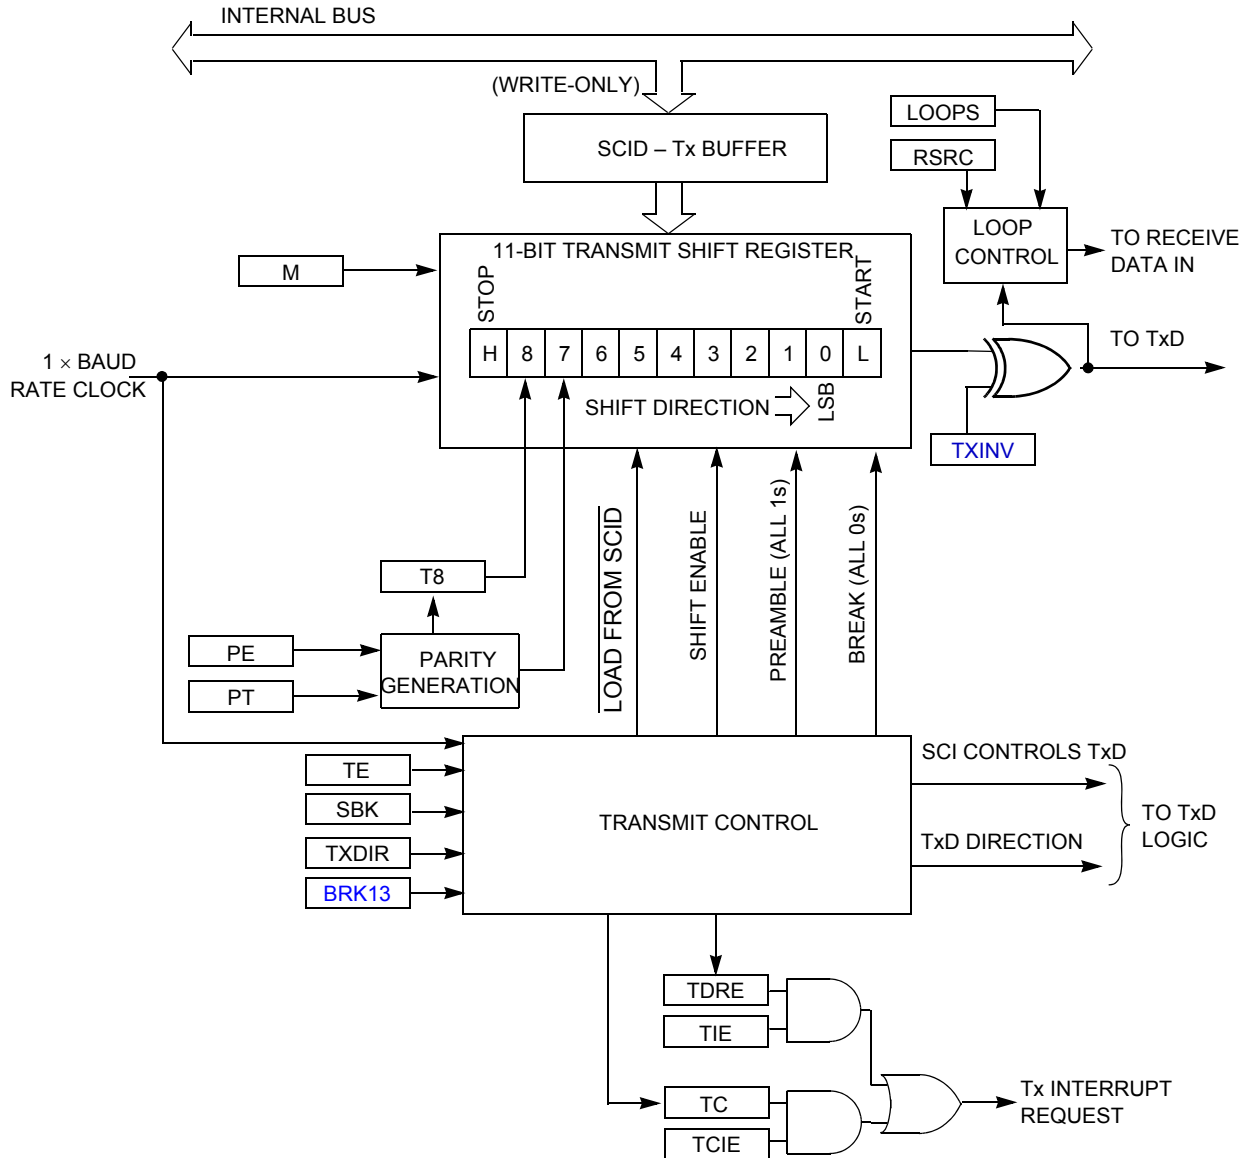 INTERNAL BUS
(WRITE-ONLY)
SCID – Tx BUFFER
LOOPS
RSRC
LOOP
CONTROL
TO RECEIVE
DATA IN
11-BIT TRANSMIT SHIFT REGISTER
M
STOP
START
H 8 7 6 5 4 3 2 1 0 L
1 × BAUD
RATE CLOCK
TO TxD
SHIFT DIRECTION
LSB
TXINV
LOAD FROM SCID
SHIFT ENABLE
PREAMBLE (ALL 1s)
BREAK (ALL 0s)
T8
PE
PT
PARITY
GENERATION
TE
SBK
TXDIR
BRK13
TRANSMIT CONTROL
SCI CONTROLS TxD
TxD DIRECTION
TO TxD
LOGIC
TDRE
TIE
TC
TCIE
Tx INTERRUPT
REQUEST